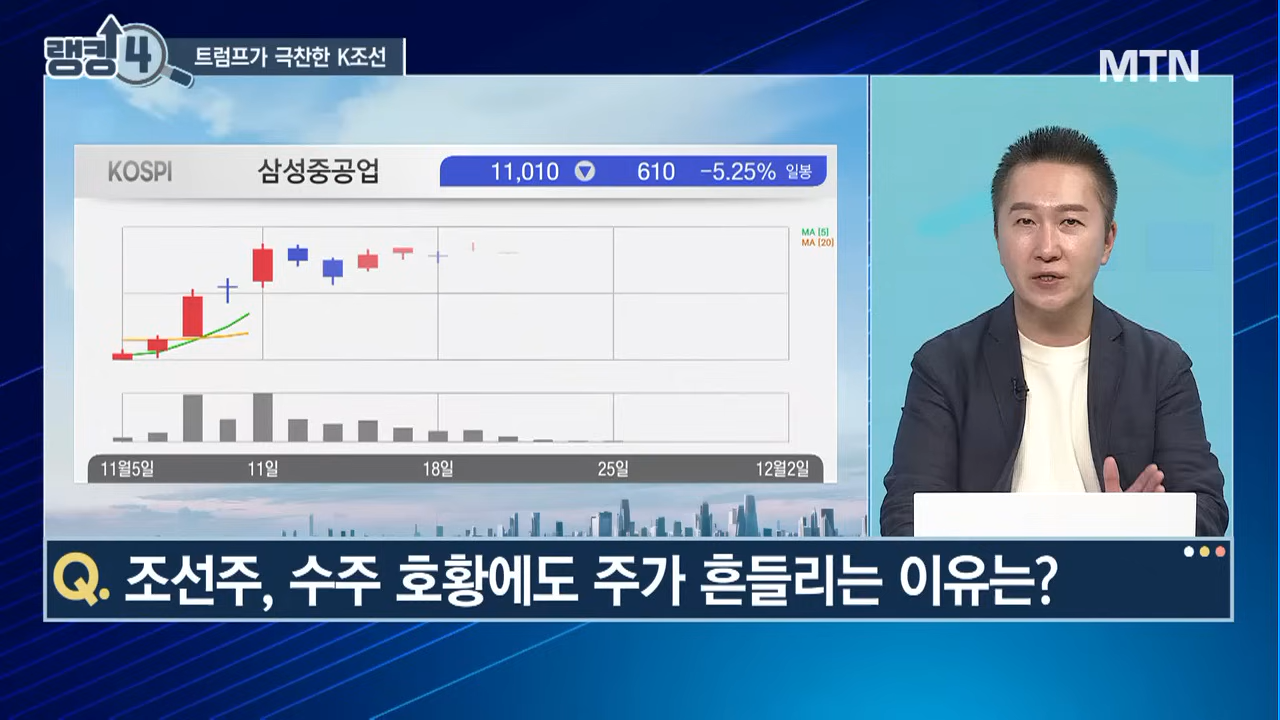 랭킹4
트럼프가 극찬한 K조선
MTN
KOSPI 삼성중공업 11,010 610 -5.25% 일봉
MA [5]
MA [20]
11월5일 11일 18일 25일 12월2일
Q. 조선주, 수주 호황에도 주가 흔들리는 이유는?